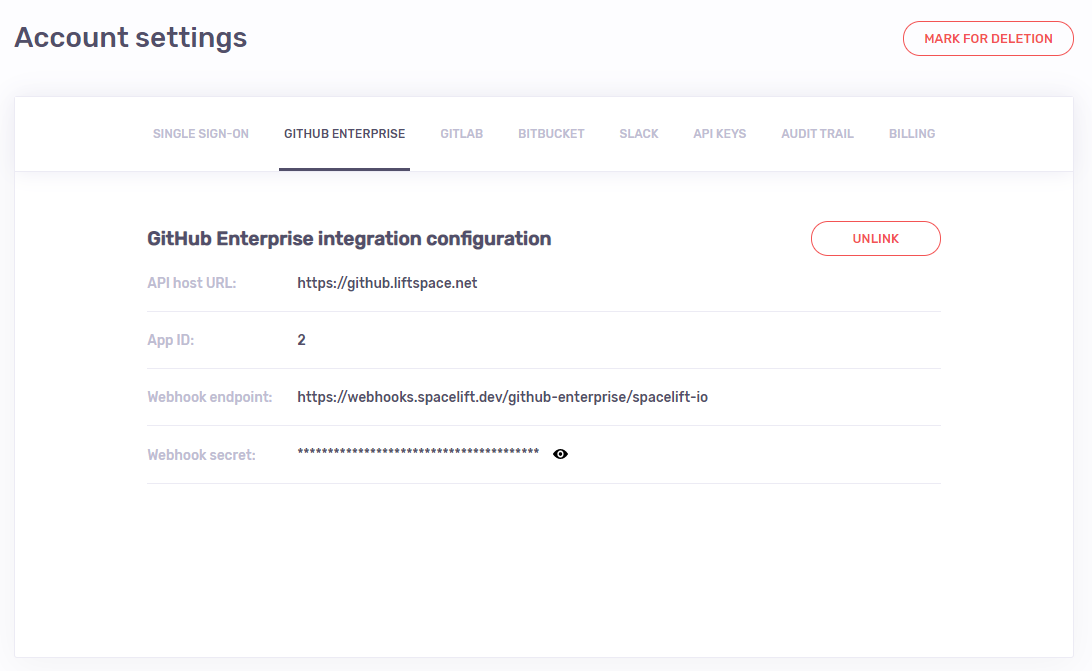 Account settings
MARK FOR DELETION
SINGLE SIGN-ON GITHUB ENTERPRISE GITLAB BITBUCKET SLACK API KEYS AUDIT TRAIL BILLING
GitHub Enterprise integration configuration
UNLINK
API host URL: https://github.liftspace.net
App ID: 2
Webhook endpoint: https://webhooks.spacelift.dev/github-enterprise/spacelift-io
Webhook secret: ****************************************